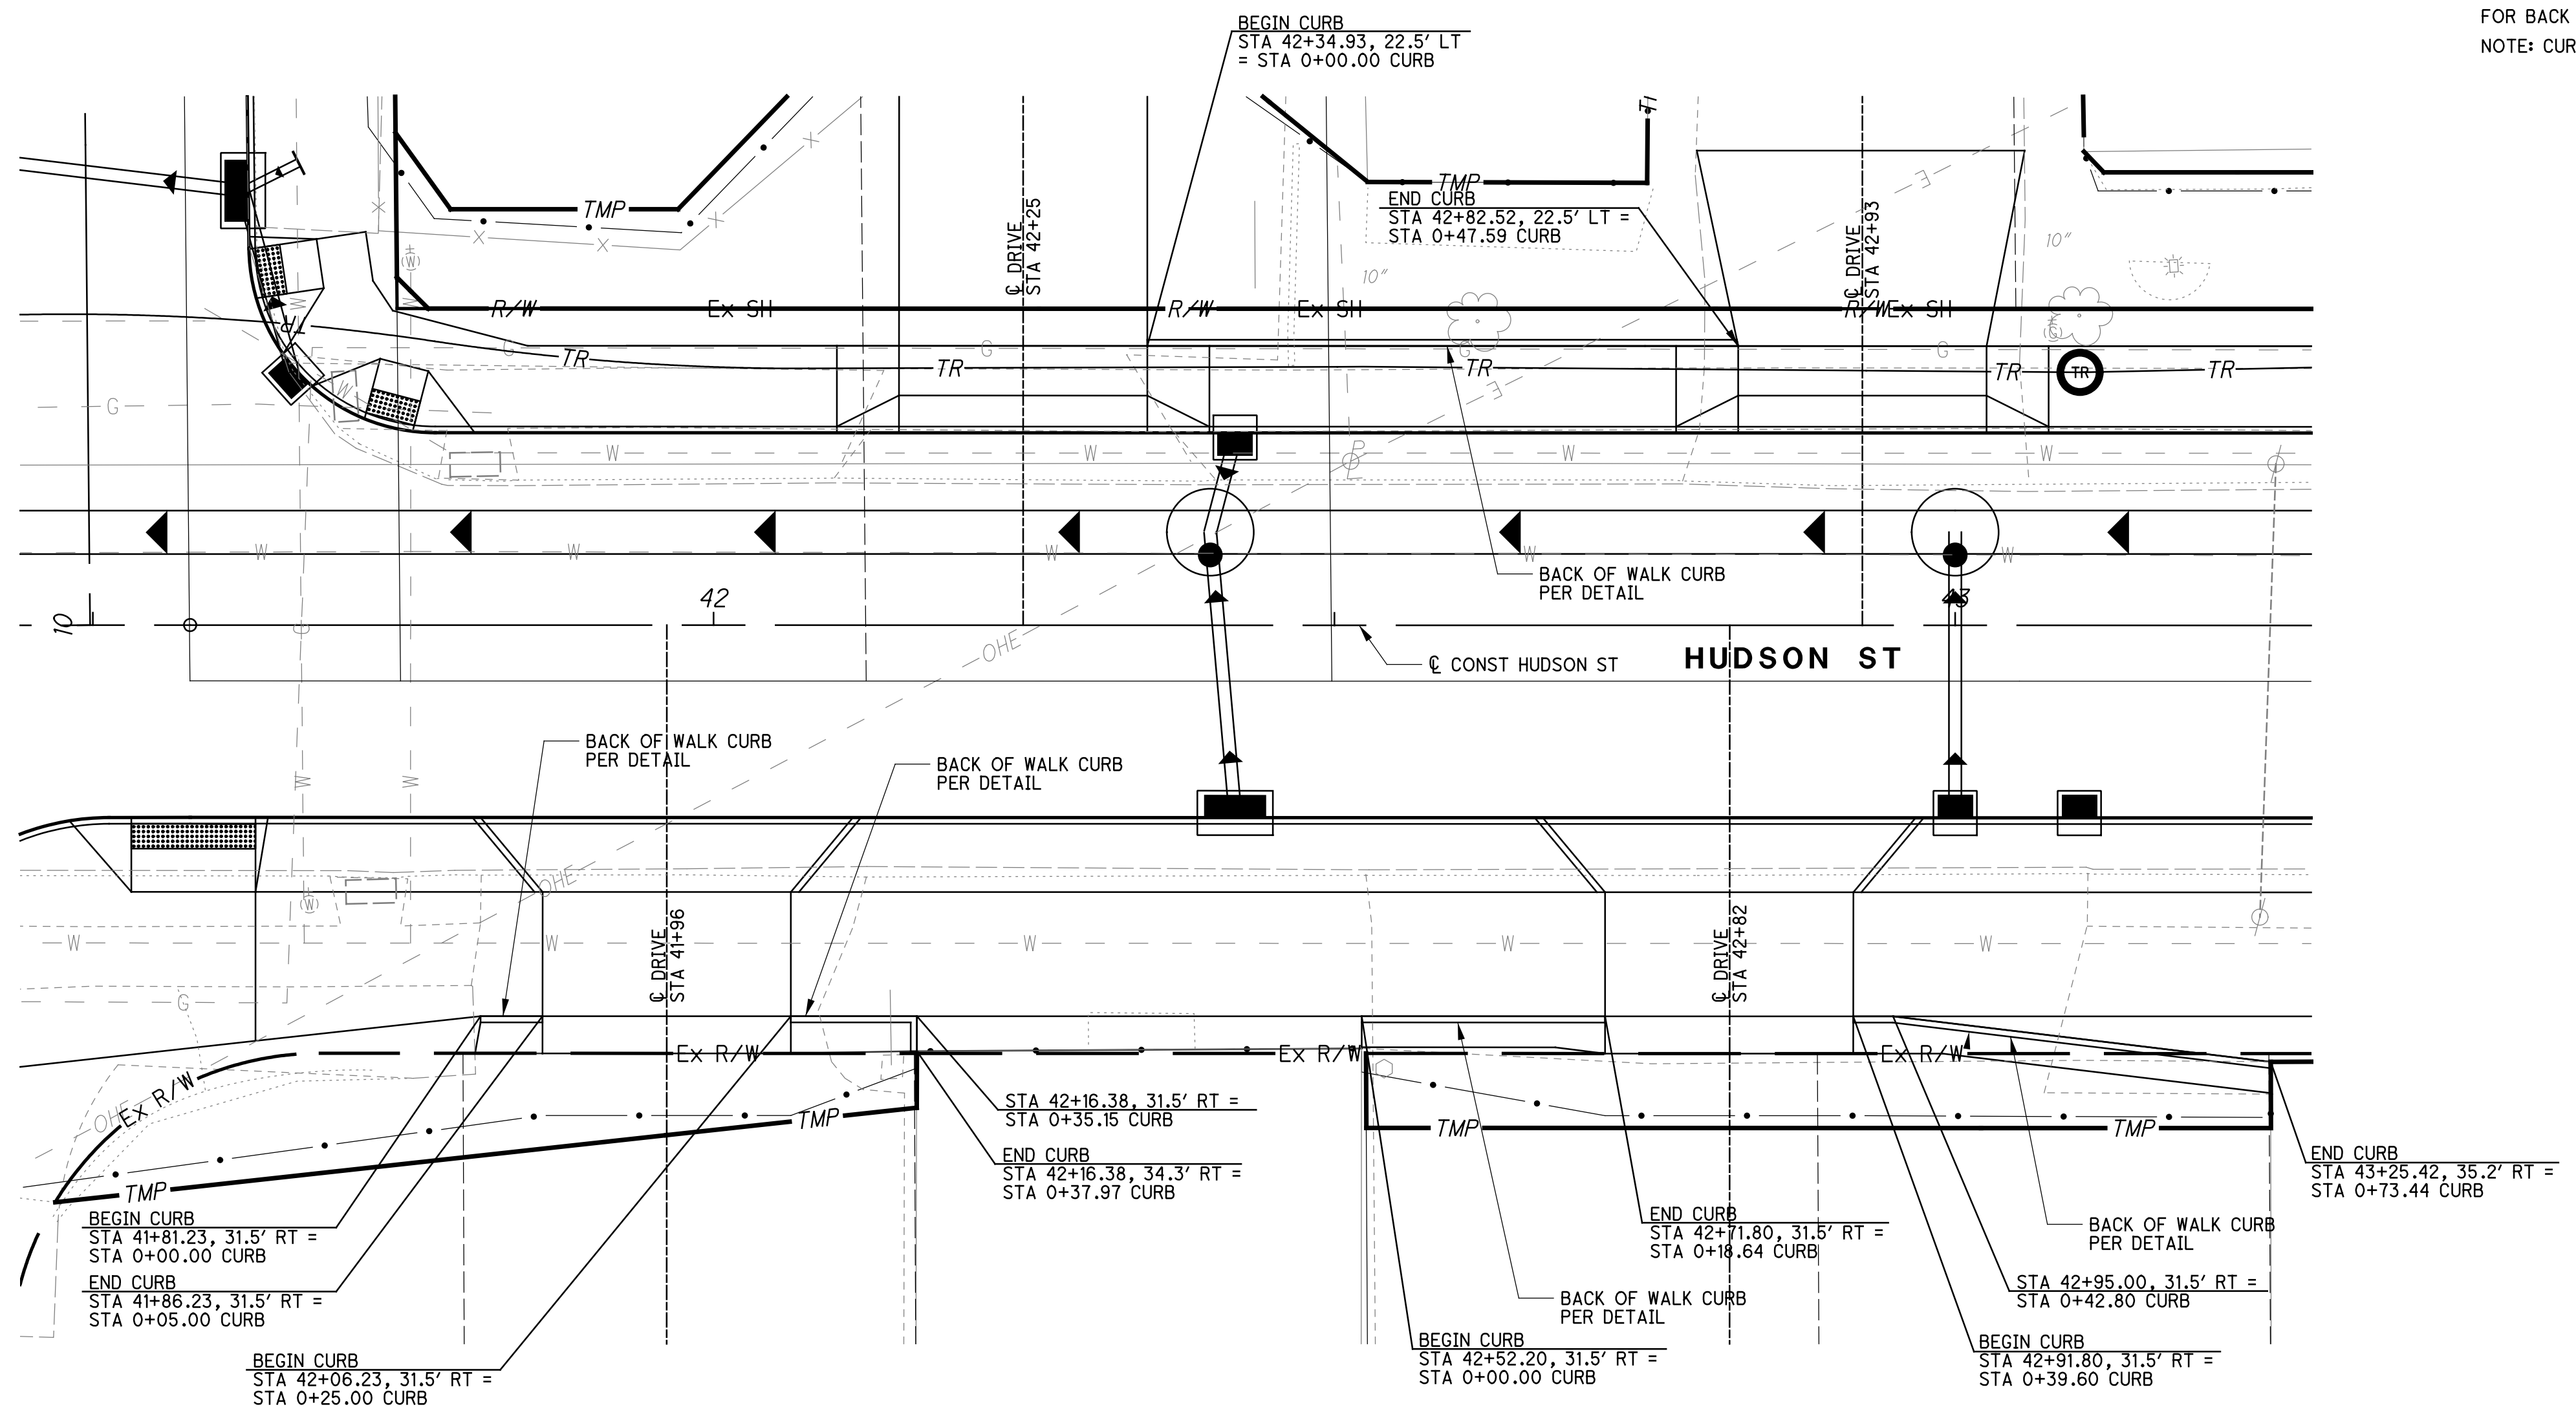 FOR BACK
NOTE: CUR
BEGIN CURB
STA 42+34.93, 22.5' LT
= STA 0+00.00 CURB
TMP
TMP
END CURB
STA 42+82.52, 22.5' LT =
STA 0+47.59 CURB
℄ DRIVE
STA 42+25
℄ DRIVE
STA 42+93
X
X
X
X
X
(W)
E
10"
10"
R/W
Ex SH
R/W
Ex SH
R/W
Ex SH
(G)
TR
TR
TR
TR
TR
TR
TR
G
G
G
G
G
E
W
W
W
P
W
W
W
W
W
W
W
W
W
W
W
BACK OF WALK CURB
PER DETAIL
10
42
43
G
OHE
℄ CONST HUDSON ST
HUDSON ST
BACK OF WALK CURB
PER DETAIL
BACK OF WALK CURB
PER DETAIL
W
W
OHE
(W)
W
W
W
W
W
℄ DRIVE
STA 41+96
℄ DRIVE
STA 42+82
G
Ex R/W
Ex R/W
Ex R/W
Ex R/W
OHE
TMP
TMP
TMP
TMP
STA 42+16.38, 31.5' RT =
STA 0+35.15 CURB
END CURB
STA 42+16.38, 34.3' RT =
STA 0+37.97 CURB
END CURB
STA 43+25.42, 35.2' RT =
STA 0+73.44 CURB
BEGIN CURB
STA 41+81.23, 31.5' RT =
STA 0+00.00 CURB
END CURB
STA 42+71.80, 31.5' RT =
STA 0+18.64 CURB
BACK OF WALK CURB
PER DETAIL
END CURB
STA 41+86.23, 31.5' RT =
STA 0+05.00 CURB
STA 42+95.00, 31.5' RT =
STA 0+42.80 CURB
BACK OF WALK CURB
PER DETAIL
BEGIN CURB
STA 42+06.23, 31.5' RT =
STA 0+25.00 CURB
BEGIN CURB
STA 42+52.20, 31.5' RT =
STA 0+00.00 CURB
BEGIN CURB
STA 42+91.80, 31.5' RT =
STA 0+39.60 CURB